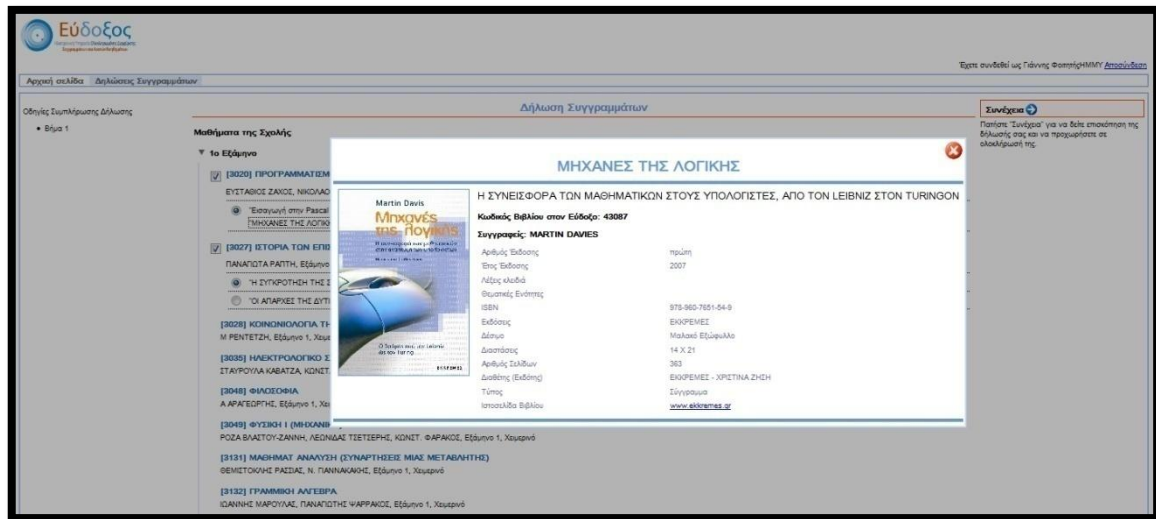 Εύδοξος
Έχετε συνδεθεί ως Γιάννης ΦοιτητήςΗΜΜΥ Αποσύνδεση
Αρχική σελίδα Δηλώσεις Συγγραμμάτων
Οδηγίες Συμπλήρωσης Δήλωσης
• Βήμα 1
Δήλωση Συγγραμμάτων
Μαθήματα της Σχολής
1ο Εξάμηνο
[3020] ΠΡΟΓΡΑΜΜΑΤΙΣΜ
ΕΥΣΤΑΘΙΟΣ ΖΑΧΟΣ, ΝΙΚΟΛΑΟ
"Εισαγωγή στην Pascal
"ΜΗΧΑΝΕΣ ΤΗΣ ΛΟΓΙΚΗ
[3027] ΙΣΤΟΡΙΑ ΤΩΝ ΕΠΙΣ
ΠΑΝΑΓΙΩΤΑ ΡΑΠΤΗ, Εξάμηνο
"Η ΣΥΓΚΡΟΤΗΣΗ ΤΗΣ Σ
"ΟΙ ΑΠΑΡΧΕΣ ΤΗΣ ΔΥΤΙ
[3028] ΚΟΙΝΩΝΙΟΛΟΓΙΑ ΤΗ
Μ ΡΕΝΤΕΤΖΗ, Εξάμηνο 1, Χειμε
[3035] ΗΛΕΚΤΡΟΛΟΓΙΚΟ Σ
ΣΤΑΥΡΟΥΛΑ ΚΑΒΑΤΖΑ, ΚΩΝΣΤ.
[3048] ΦΙΛΟΣΟΦΙΑ
Α ΑΡΑΓΕΩΡΓΗΣ, Εξάμηνο 1, Χει
[3049] ΦΥΣΙΚΗ Ι (ΜΗΧΑΝΙΚ
ΡΟΖΑ ΒΛΑΣΤΟΥ-ΖΑΝΝΗ, ΛΕΩΝΙΔΑΣ ΤΣΕΤΣΕΡΗΣ, ΚΩΝΣΤ. ΦΑΡΑΚΟΣ, Εξάμηνο 1, Χειμερινό
[3131] ΜΑΘΗΜΑΤ ΑΝΑΛΥΣΗ (ΣΥΝΑΡΤΗΣΕΙΣ ΜΙΑΣ ΜΕΤΑΒΛΗΤΗΣ)
ΘΕΜΙΣΤΟΚΛΗΣ ΡΑΣΣΙΑΣ, Ν. ΓΙΑΝΝΑΚΑΚΗΣ, Εξάμηνο 1, Χειμερινό
[3132] ΓΡΑΜΜΙΚΗ ΑΛΓΕΒΡΑ
ΙΩΑΝΝΗΣ ΜΑΡΟΥΛΑΣ, ΠΑΝΑΓΙΩΤΗΣ ΨΑΡΡΑΚΟΣ, Εξάμηνο 1, Χειμερινό
ΜΗΧΑΝΕΣ ΤΗΣ ΛΟΓΙΚΗΣ
Martin Davis
Μηχανές
της Λογικής
ΕΚΚΡΕΜΕΣ
Η ΣΥΝΕΙΣΦΟΡΑ ΤΩΝ ΜΑΘΗΜΑΤΙΚΩΝ ΣΤΟΥΣ ΥΠΟΛΟΓΙΣΤΕΣ, ΑΠΟ ΤΟΝ LEIBNIZ ΣΤΟΝ TURINGON
Κωδικός Βιβλίου στον Εύδοξο: 43087
Συγγραφείς: MARTIN DAVIES
Αριθμός Έκδοσης πρώτη
Έτος Έκδοσης 2007
Λέξεις κλειδιά
Θεματικές Ενότητες
ISBN 978-960-7651-64-9
Εκδόσεις ΕΚΚΡΕΜΕΣ
Δέσιμο Μαλακό Εξώφυλλο
Διαστάσεις 14 X 21
Αριθμός Σελίδων 363
Διαθέτης (Εκδότης) ΕΚΚΡΕΜΕΣ - ΧΡΙΣΤΙΝΑ ΖΗΣΗ
Τύπος Σύγγραμμα
Ιστοσελίδα Βιβλίου www.ekkremes.gr
Συνέχεια
Πατήστε 'Συνέχεια' για να δείτε επισκόπηση της
δήλωσής σας και να προχωρήσετε σε
ολοκλήρωσή της.